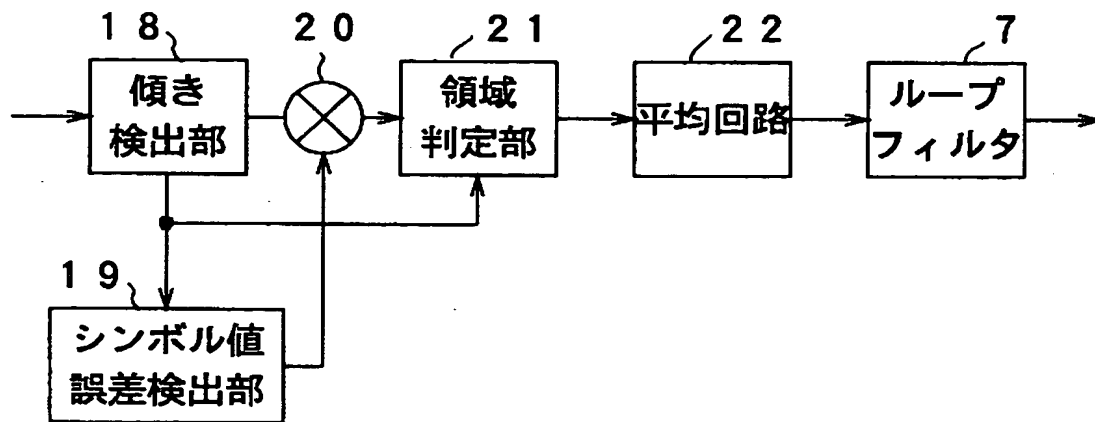 １８
２０
２１
２２
７
傾き
検出部
領域
判定部
平均回路
ループ
フィルタ
１９
シンボル値
誤差検出部